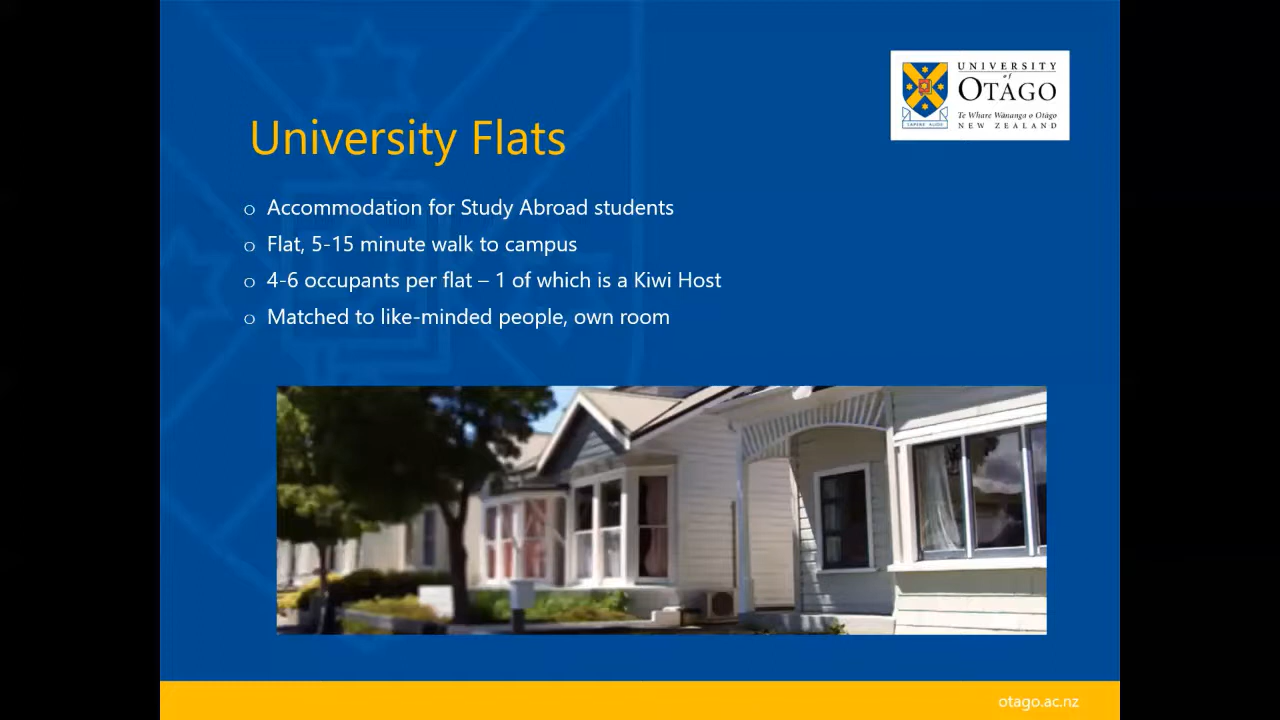 UNIVERSITY
of
OTAGO
Te Whare Wānanga o Otāgo
NEW ZEALAND
SAPERE AUDE
University Flats
o Accommodation for Study Abroad students
o Flat, 5-15 minute walk to campus
o 4-6 occupants per flat – 1 of which is a Kiwi Host
o Matched to like-minded people, own room
otago.ac.nz